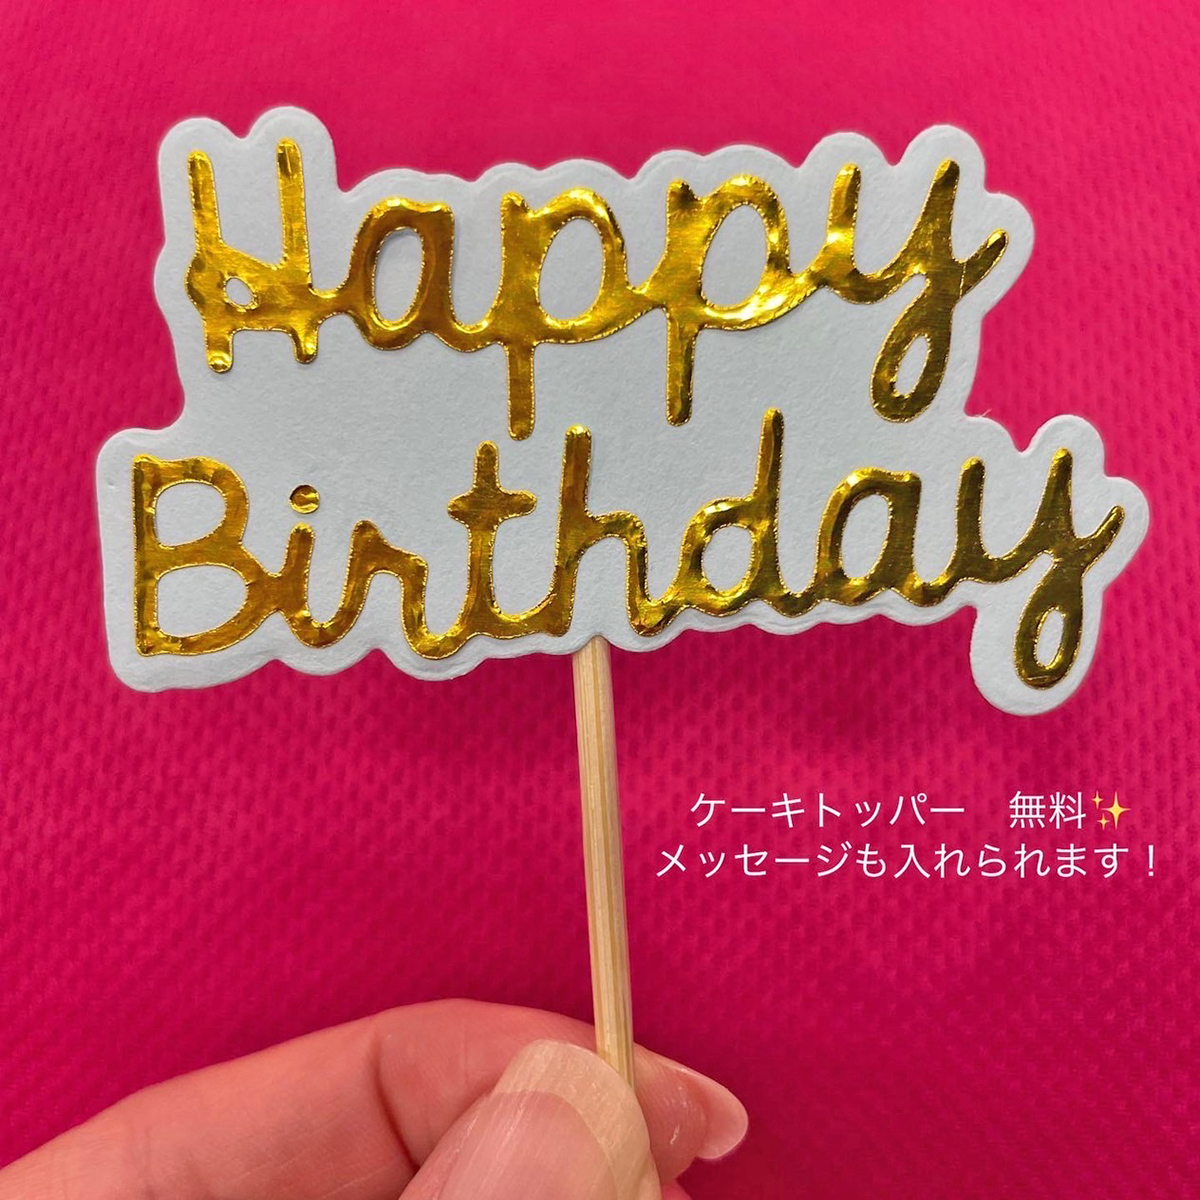 Happy
Birthday
ケーキトッパー　無料✨
メッセージも入れられます！